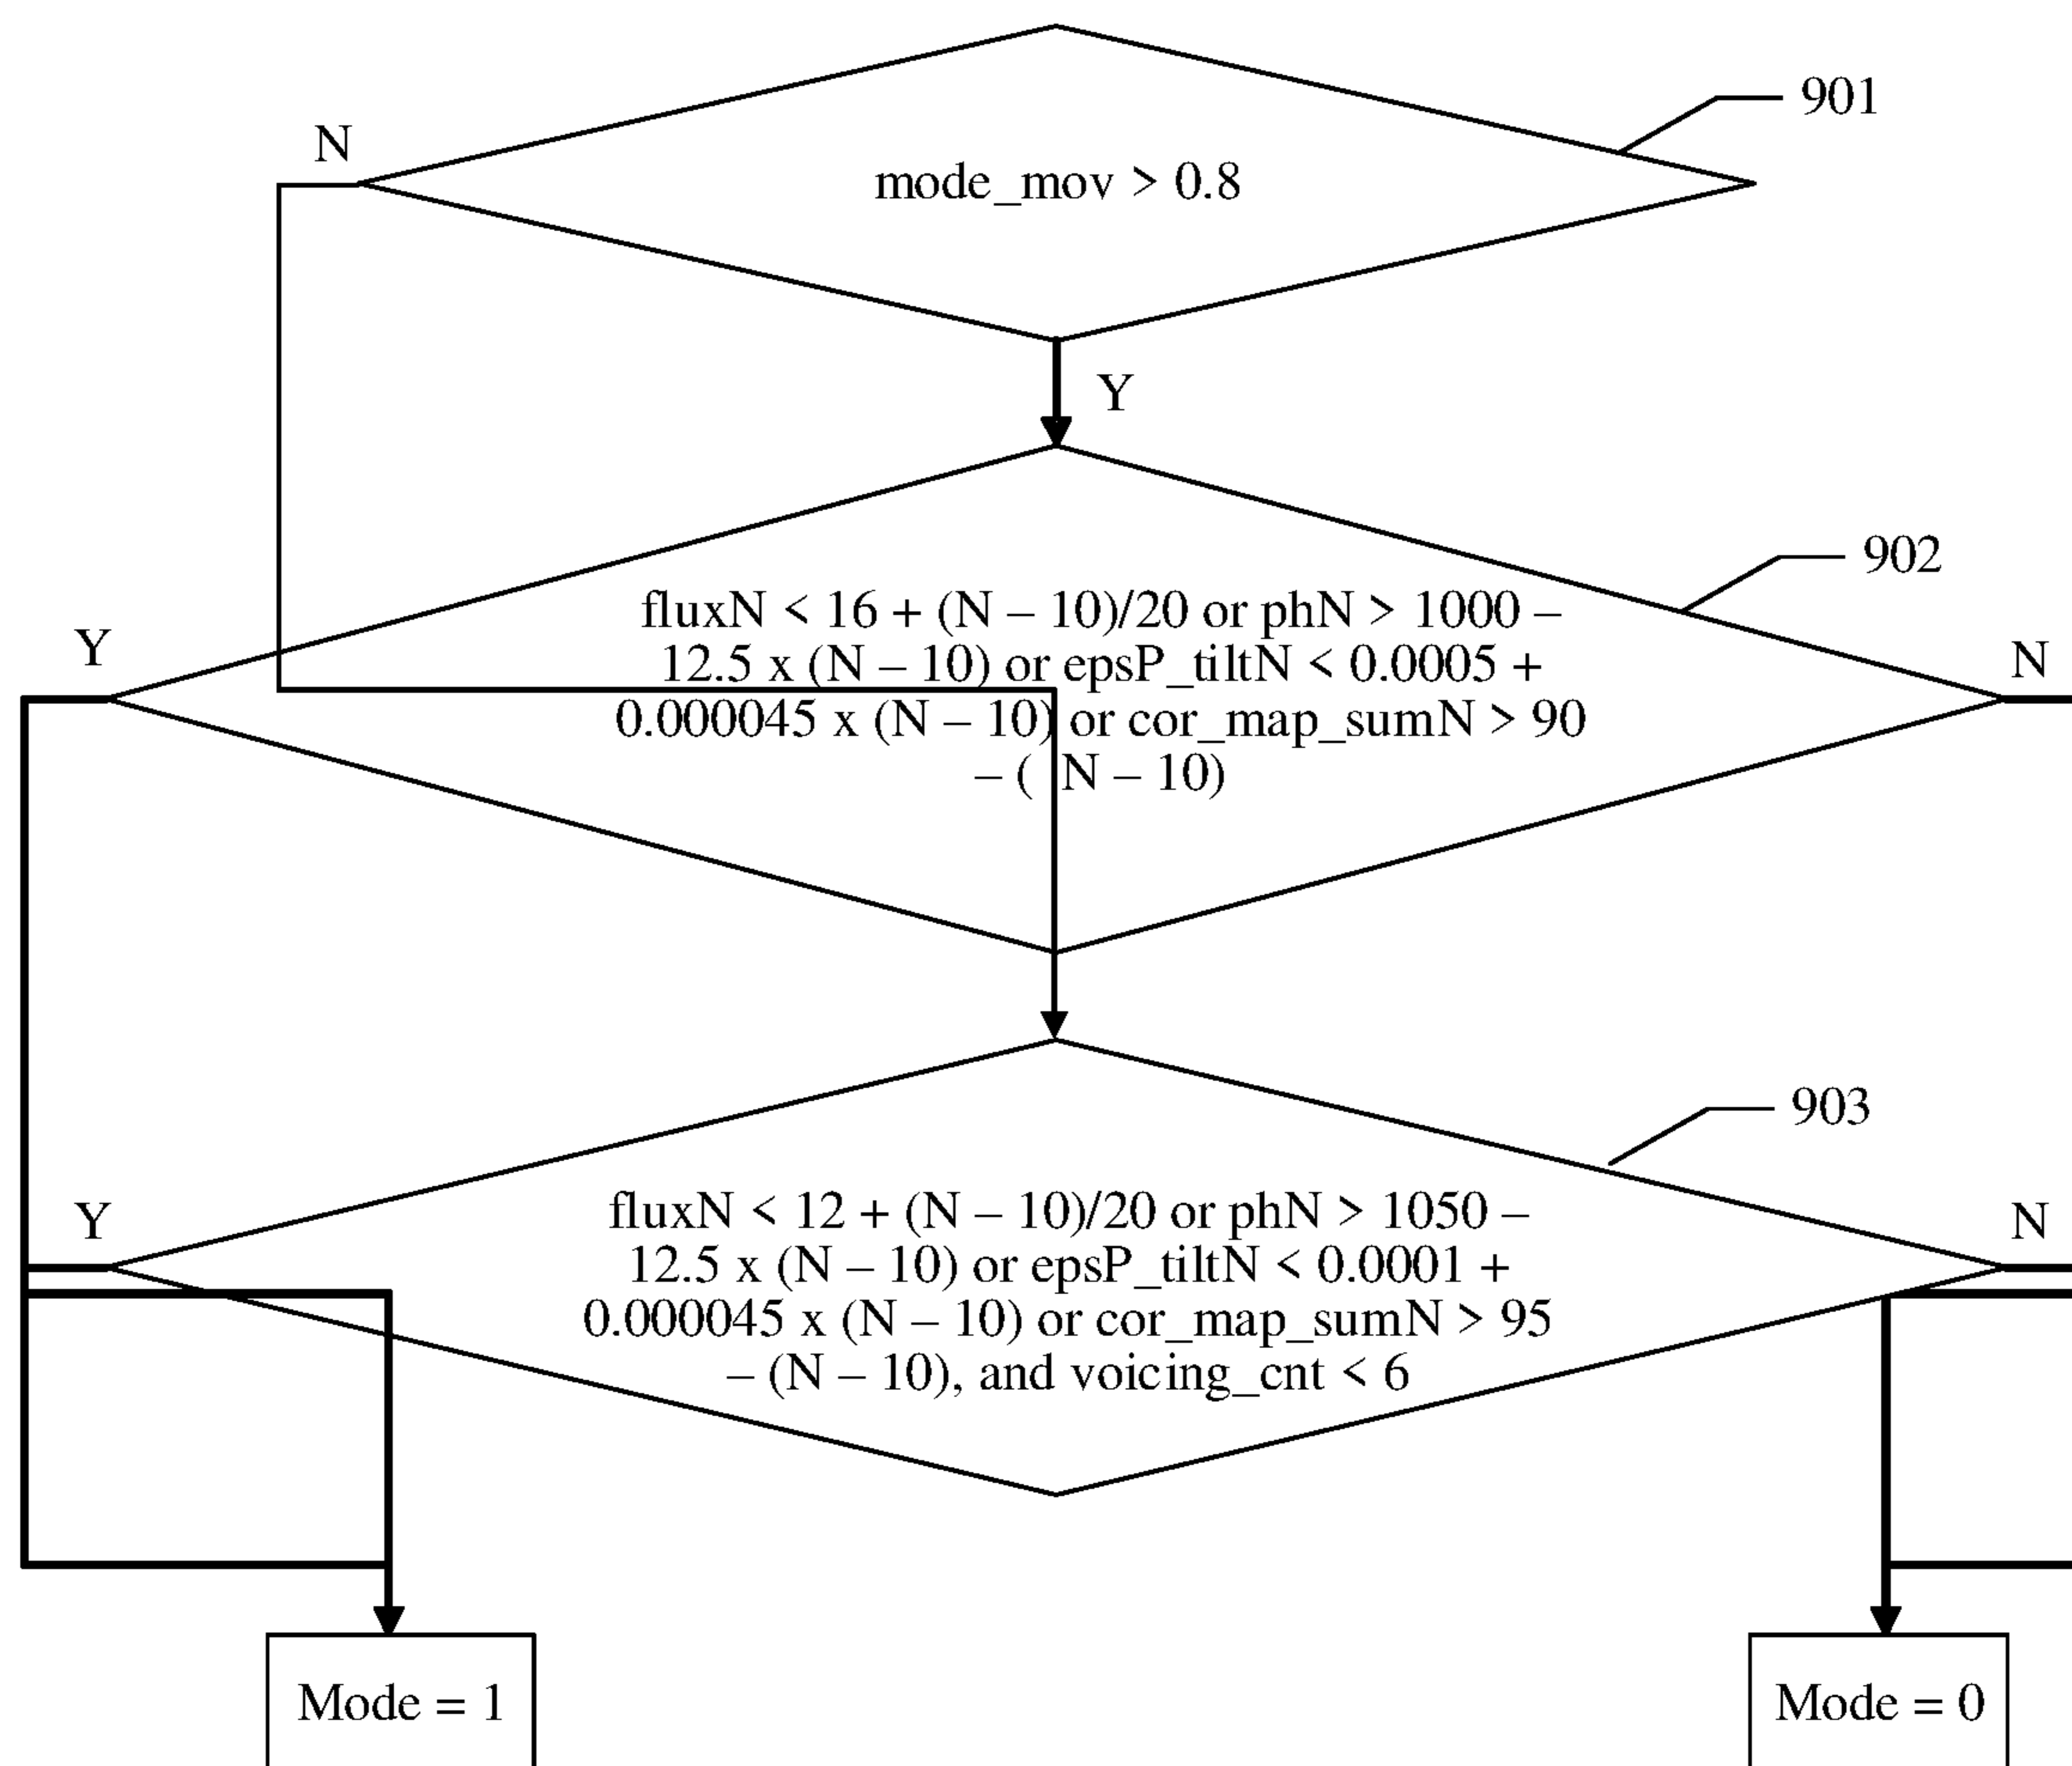 901
N
mode_mov > 0.8
Y
902
fluxN < 16 + (N – 10)/20 or phN > 1000 –
12.5 x (N – 10) or epsP_tiltN < 0.0005 +
0.000045 x (N – 10) or cor_map_sumN > 90
– ( N – 10)
Y
N
903
fluxN < 12 + (N – 10)/20 or phN > 1050 –
12.5 x (N – 10) or epsP_tiltN < 0.0001 +
0.000045 x (N – 10) or cor_map_sumN > 95
– (N – 10), and voicing_cnt < 6
Y
N
Mode = 1
Mode = 0